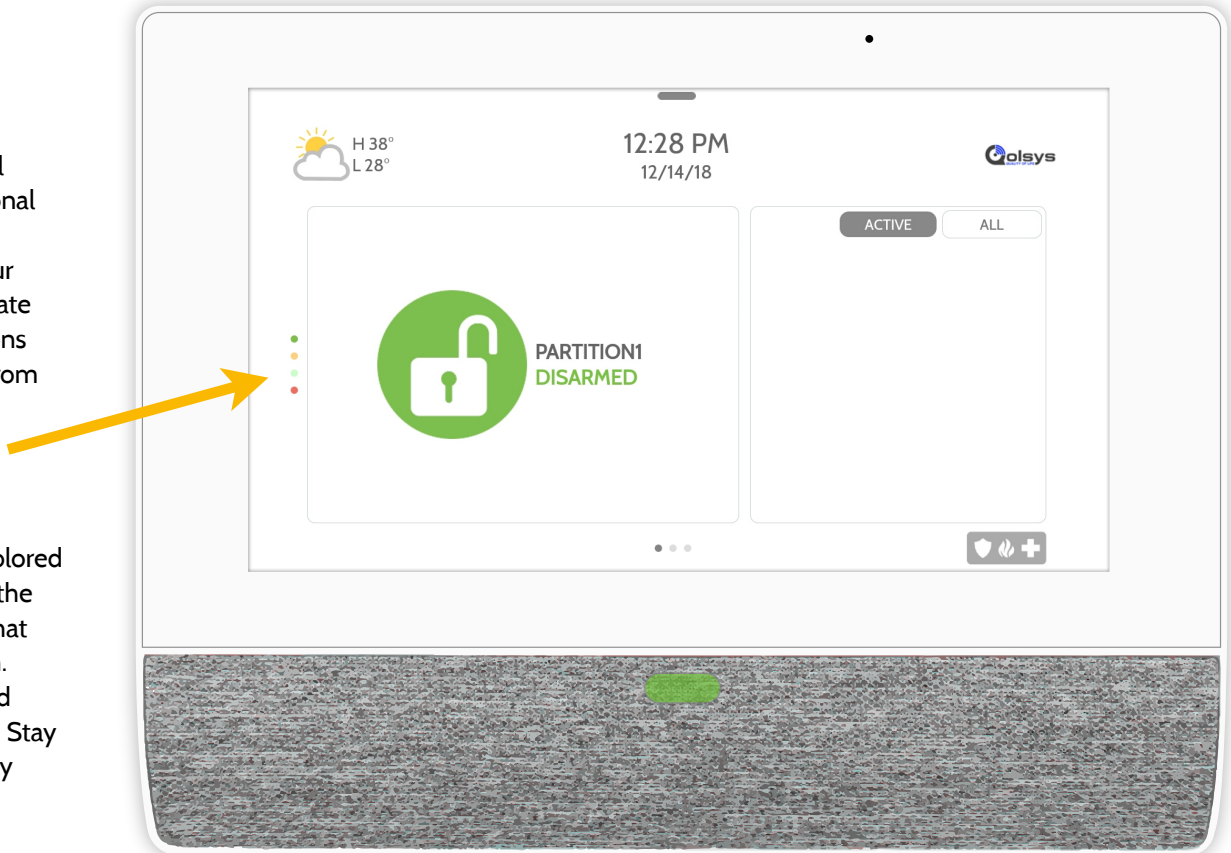 l
onal
ur
ate
ns
rom
olored
the
hat
.
d
Stay
y
H 38°
L 28°
12:28 PM
12/14/18
Qolsys
ACTIVE
ALL
PARTITION1
DISARMED